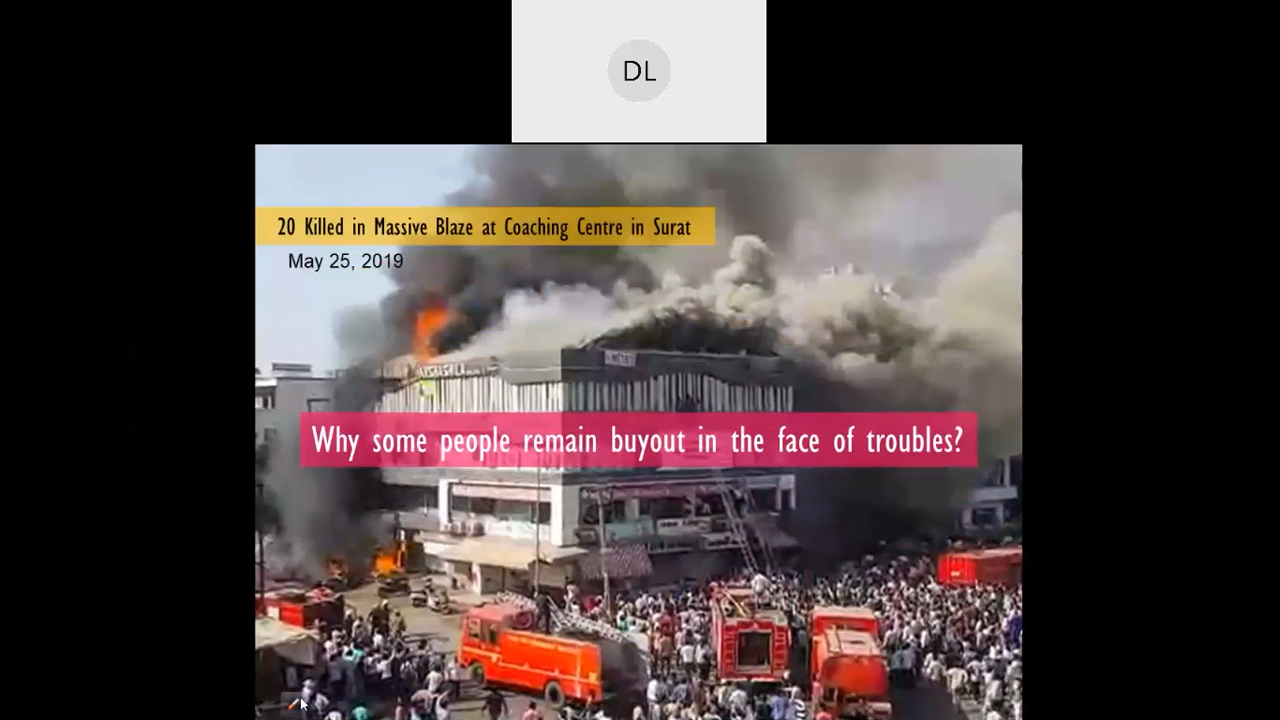 DL
20 Killed in Massive Blaze at Coaching Centre in Surat
May 25, 2019
Why some people remain buyout in the face of troubles?